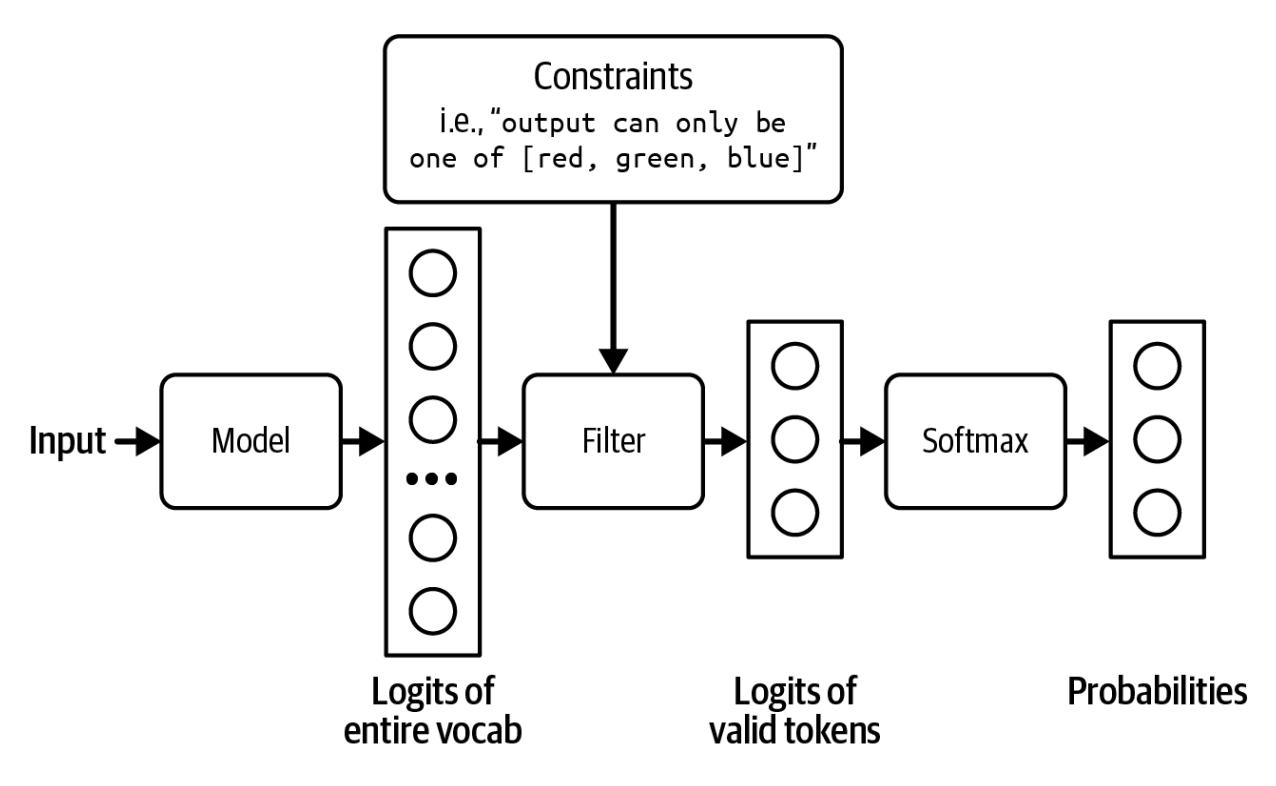 Constraints
i.e., “output can only be
one of [red, green, blue]”
Input
Model
Filter
Softmax
Logits of
entire vocab
Logits of
valid tokens
Probabilities